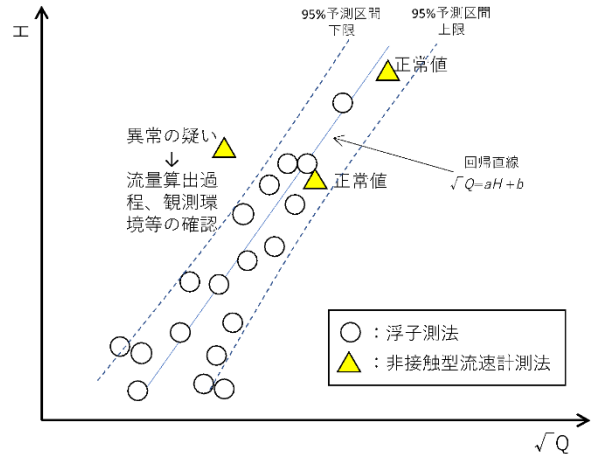 H
95%予測区間
下限
95%予測区間
上限
正常値
異常の疑い
↓
流量算出過
程、観測環
境等の確認
正常値
回帰直線
√Q=aH+b
○：浮子測法
△：非接触型流速計測法
√Q